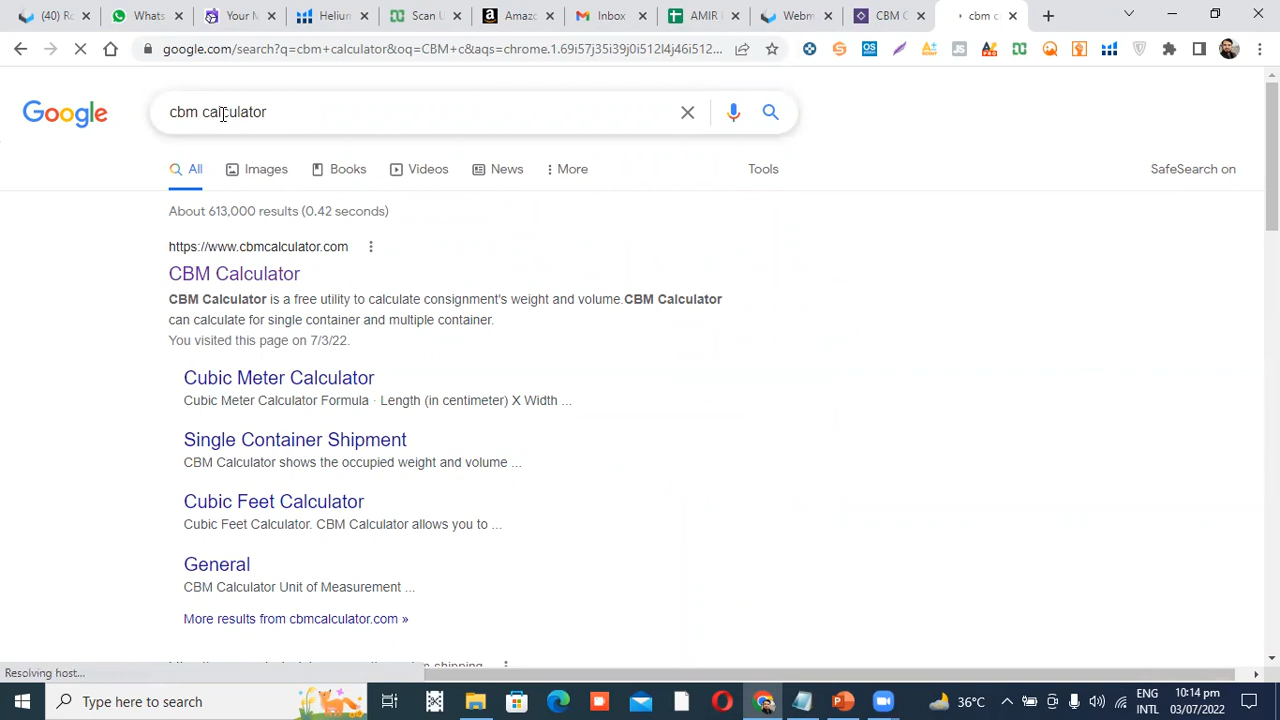 (40) Ro
Whats
Your M
Helium
Scan U
Amazo
Inbox
AMIR I
Webm
CBM C
cbm c
google.com/search?q=cbm+calculator&oq=CBM+c&aqs=chrome.1.69i57j35i39j0i512l4j46i512...
Google
cbm calculator
All
Images
Books
Videos
News
More
Tools
SafeSearch on
About 613,000 results (0.42 seconds)
https://www.cbmcalculator.com
CBM Calculator
CBM Calculator is a free utility to calculate consignment's weight and volume.CBM Calculator
can calculate for single container and multiple container.
You visited this page on 7/3/22.
Cubic Meter Calculator
Cubic Meter Calculator Formula · Length (in centimeter) X Width ...
Single Container Shipment
CBM Calculator shows the occupied weight and volume ...
Cubic Feet Calculator
Cubic Feet Calculator. CBM Calculator allows you to ...
General
CBM Calculator Unit of Measurement ...
More results from cbmcalculator.com »
Resolving host...
Type here to search
36°C
ENG
INTL
10:14 pm
03/07/2022